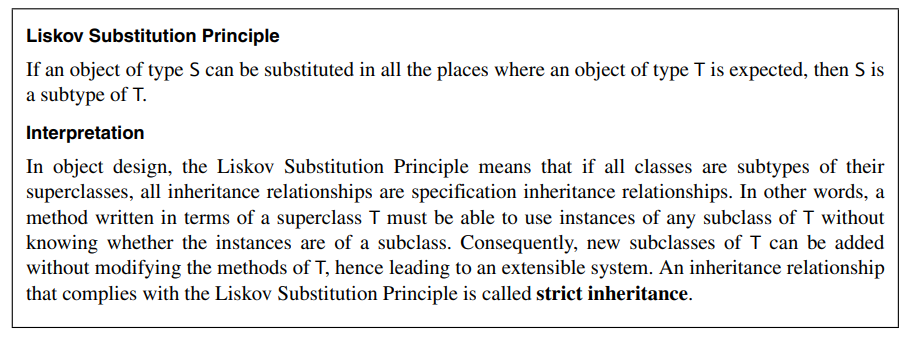 Liskov Substitution Principle
If an object of type S can be substituted in all the places where an object of type T is expected, then S is
a subtype of T.
Interpretation
In object design, the Liskov Substitution Principle means that if all classes are subtypes of their
superclasses, all inheritance relationships are specification inheritance relationships. In other words, a
method written in terms of a superclass T must be able to use instances of any subclass of T without
knowing whether the instances are of a subclass. Consequently, new subclasses of T can be added
without modifying the methods of T, hence leading to an extensible system. An inheritance relationship
that complies with the Liskov Substitution Principle is called strict inheritance.